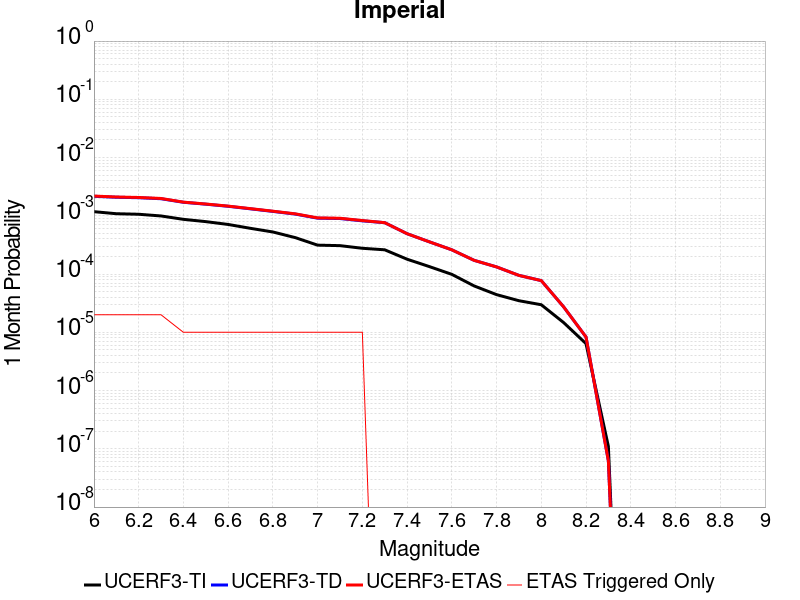 Imperial
10^0
10^-1
10^-2
10^-3
10^-4
10^-5
10^-6
10^-7
10^-8
1 Month Probability
6 6.2 6.4 6.6 6.8 7 7.2 7.4 7.6 7.8 8 8.2 8.4 8.6 8.8 9
Magnitude
UCERF3-TI UCERF3-TD UCERF3-ETAS ETAS Triggered Only